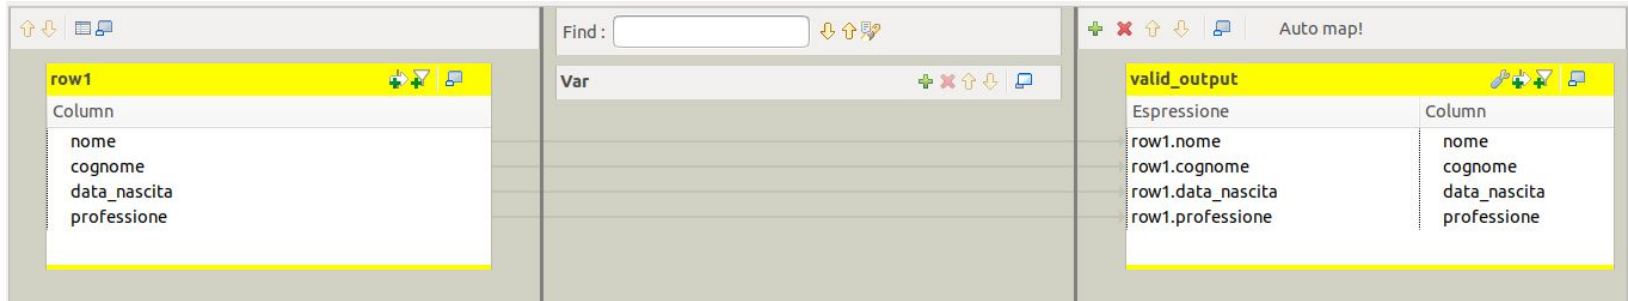 Find :
Auto map!
row1
Column
nome
cognome
data_nascita
professione
Var
valid_output
Espressione Column
row1.nome nome
row1.cognome cognome
row1.data_nascita data_nascita
row1.professione professione